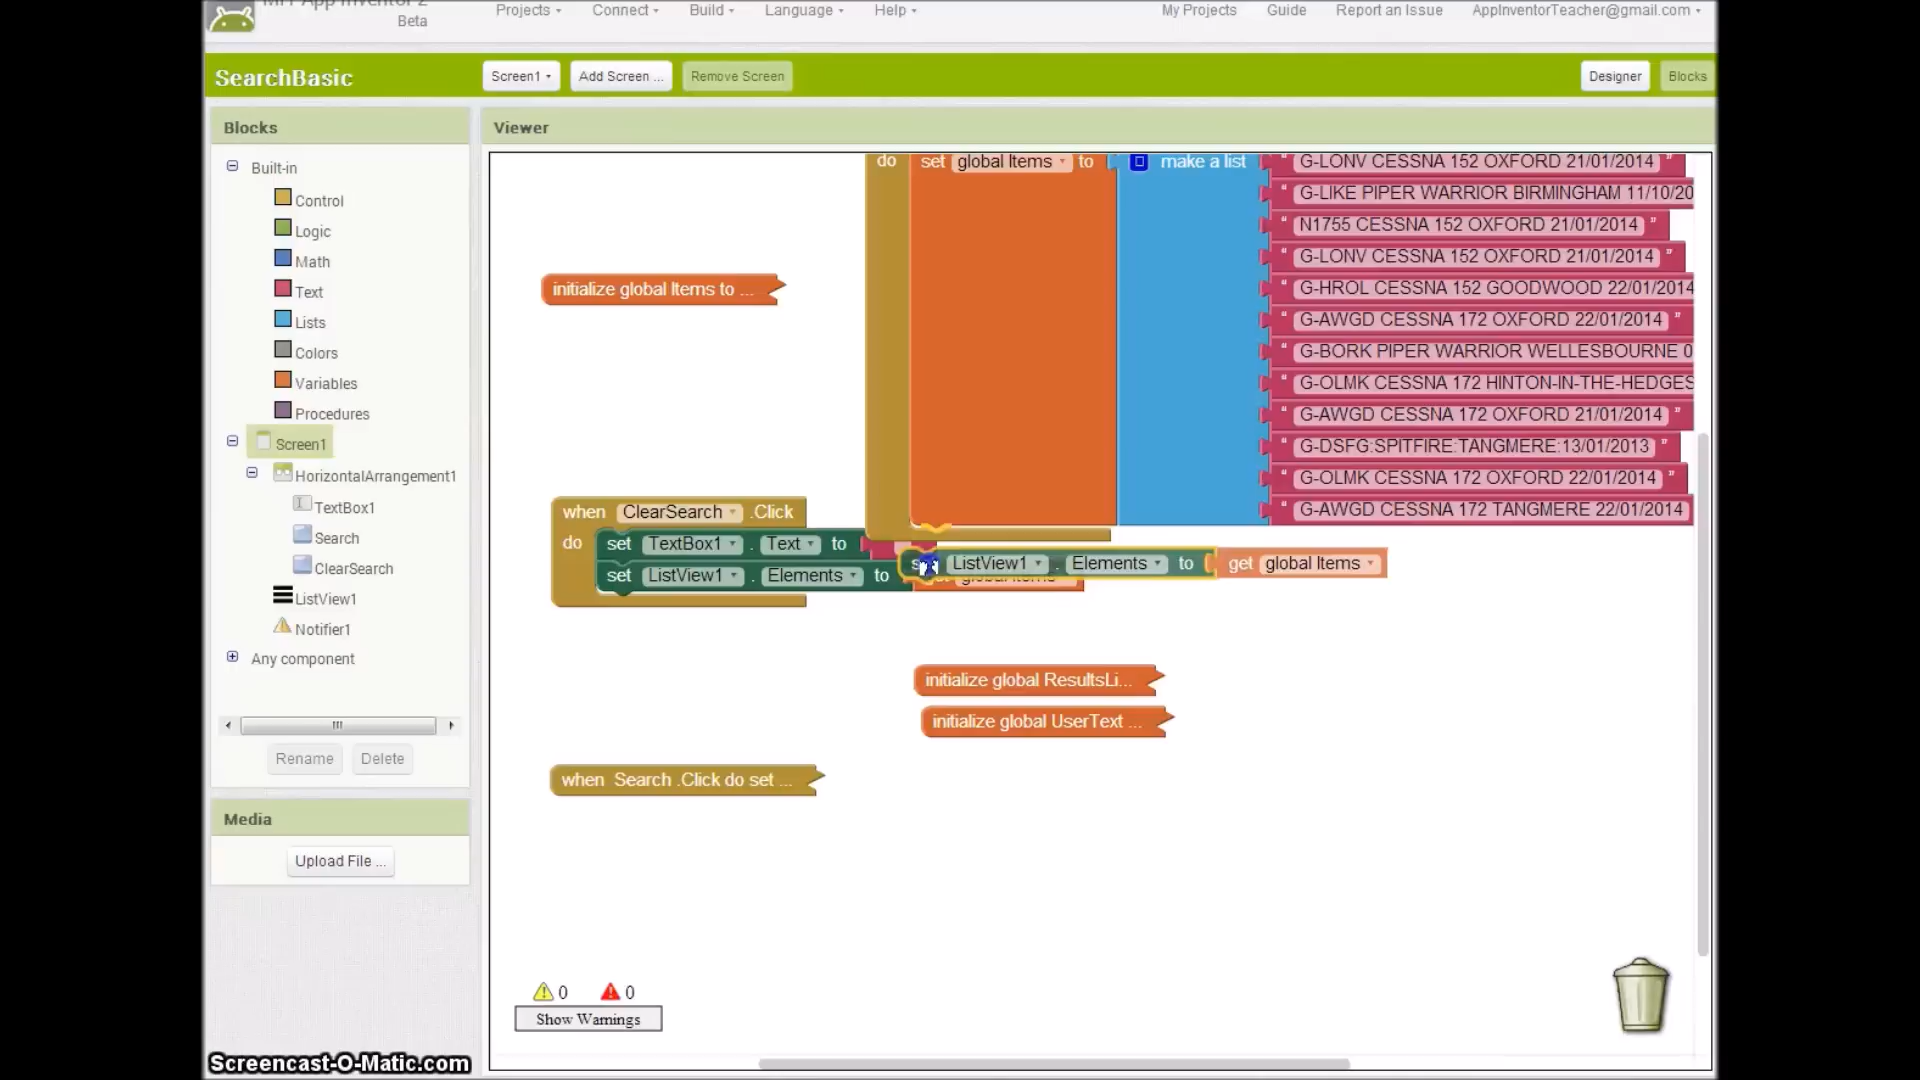 MIT App Inventor 2
Beta
Projects
Connect
Build
Language
Help
My Projects
Guide
Report an Issue
AppInventorTeacher@gmail.com
SearchBasic
Screen1
Add Screen ...
Remove Screen
Designer
Blocks
Blocks
Built-in
Control
Logic
Math
Text
Lists
Colors
Variables
Procedures
Screen1
HorizontalArrangement1
TextBox1
Search
ClearSearch
ListView1
Notifier1
Any component
Rename
Delete
Media
Upload File ...
Viewer
do set global Items to make a list
" G-LONV CESSNA 152 OXFORD 21/01/2014 "
" G-LIKE PIPER WARRIOR BIRMINGHAM 11/10/20
" N1755 CESSNA 152 OXFORD 21/01/2014 "
" G-LONV CESSNA 152 OXFORD 21/01/2014 "
" G-HROL CESSNA 152 GOODWOOD 22/01/2014
" G-AWGD CESSNA 172 OXFORD 22/01/2014 "
" G-BORK PIPER WARRIOR WELLESBOURNE 0
" G-OLMK CESSNA 172 HINTON-IN-THE-HEDGES
" G-AWGD CESSNA 172 OXFORD 21/01/2014 "
" G-DSFG:SPITFIRE:TANGMERE:13/01/2013 "
" G-OLMK CESSNA 172 OXFORD 22/01/2014 "
" G-AWGD CESSNA 172 TANGMERE 22/01/2014 "
initialize global Items to ...
when ClearSearch .Click
do set TextBox1 . Text to
set ListView1 . Elements to
ListView1 . Elements to get global Items
initialize global ResultsLi...
initialize global UserText ...
when Search .Click do set ...
0 0
Show Warnings
Screencast-O-Matic.com